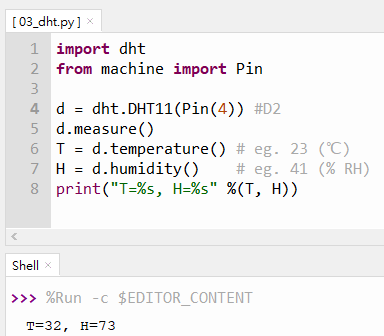 [ 03_dht.py ] ×
1 import dht
2 from machine import Pin
3
4 d = dht.DHT11(Pin(4)) #D2
5 d.measure()
6 T = d.temperature() # eg. 23 (℃)
7 H = d.humidity()    # eg. 41 (% RH)
8 print("T=%s, H=%s" %(T, H))
Shell ×
>>> %Run -c $EDITOR_CONTENT
T=32, H=73